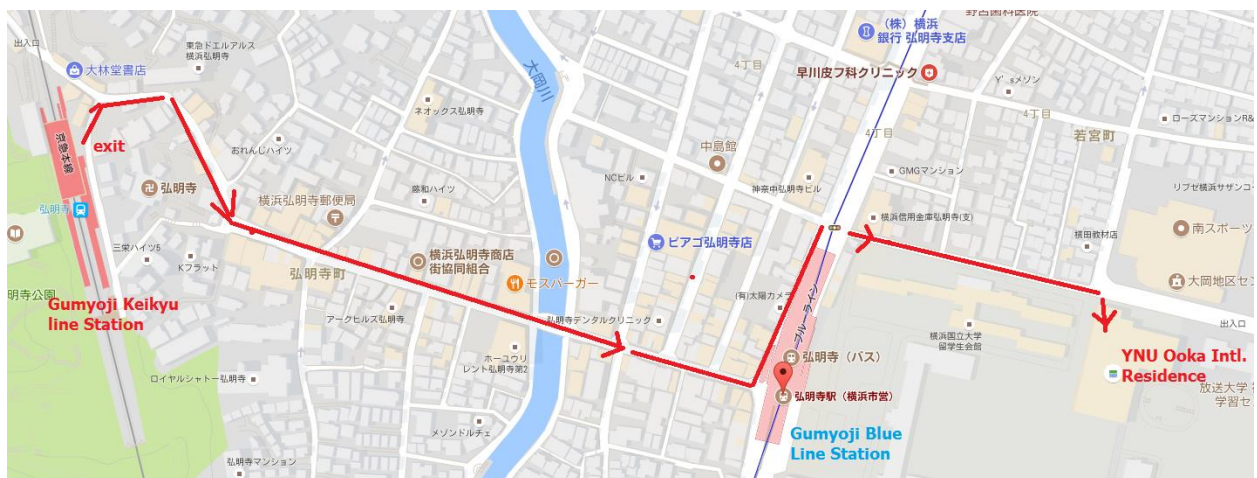 出入口
東急ドエルアルス
横浜弘明寺
大林堂書店
exit
京急本線
弘明寺
弘明寺
三栄ハイツ5
Kフラット
明寺公園
Gumyoji Keikyu
line Station
おれんじハイツ
横浜弘明寺郵便局
弘明寺町
ロイヤルシャトー弘明寺
弘明寺マンション
ネオックス弘明寺
藤和ハイツ
横浜弘明寺商店
街協同組合
モスバーガー
アークヒルズ弘明寺
ホーユウリ
レント弘明寺第2
メゾンドルチェ
大岡川
NCビル
ピアゴ弘明寺店
弘明寺デンタルクリニック
中島館
4丁目
神奈中弘明寺ビル
(有)太陽カメラ
ブルーライン
弘明寺(バス)
弘明寺駅(横浜市営)
Gumyoji Blue
Line Station
(株)横浜
銀行 弘明寺支店
早川皮フ科クリニック
4丁目
GMGマンション
横浜信用金庫弘明寺(支)
野呂歯科医院
Y'sメゾン
4丁目
若宮町
ローズマンションR&
リブゼ横浜サザンコー
横田教材店
南スポーツ
大岡地区セン
出入口
横浜国立大学
留学生会館
YNU Ooka Intl.
Residence
放送大学
学習セ